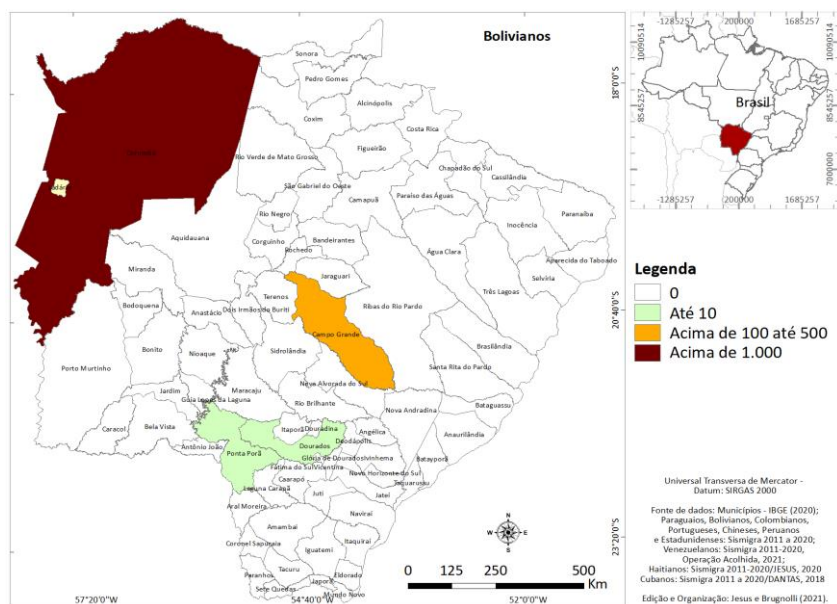 Bolivianos
Sonora
Pedro Gomes
Alcinópolis
Coxim
Costa Rica
Figueirão
Rio Verde de Mato Grosso
Chapadão do Sul
Cassilândia
São Gabriel do Oeste
Camapuã
Paraíso das Águas
Paranaíba
Rio Negro
Inocência
Aquidauana
Corguinho
Bandeirantes
Rochedo
Água Clara
Aparecida do Taboado
Miranda
Jaraguari
Selvíria
Terenos
Três Lagoas
Bodoquena
Dois Irmãos do Buriti
Ribas do Rio Pardo
Anastácio
Campo Grande
Bonito
Nioaque
Sidrolândia
Brasilândia
Porto Murtinho
Santa Rita do Pardo
Jardim
Maracaju
Nova Alvorada do Sul
Guia Lopes da Laguna
Rio Brilhante
Bataguassu
Nova Andradina
Caracol
Bela Vista
Itaporã
Douradina
Angélica
Anaurilândia
Deodápolis
Antônio João
Ponta Porã
Dourados
Glória de Dourados
Ivinhema
Batayporã
Fátima do Sul
Vicentina
Novo Horizonte do Sul
Caarapó
Taquarussu
Laguna Carapã
Juti
Jateí
Aral Moreira
Naviraí
Amambai
Coronel Sapucaia
Itaquiraí
Iguatemi
Tacuru
Paranhos
Eldorado
Japorã
Sete Quedas
Mundo Novo
18°0'0"S
20°40'0"S
23°20'0"S
57°20'0"O
54°40'0"O
52°0'0"O
N
W
E
S
0
125
250
500
Km
-1285257
200000
1685257
10090514
8545257
7000000
Brasil
10090514
8545257
7000000
-1285257
200000
1685257
Legenda
0
Até 10
Acima de 100 até 500
Acima de 1.000
Universal Transversa de Mercator -
Datum: SIRGAS 2000
Fonte de dados: Municípios - IBGE (2020);
Paraguaios, Bolivianos, Colombianos,
Portugueses, Chineses, Peruanos
e Estadunidenses: Sismigra 2011 a 2020;
Venezuelanos: Sismigra 2011-2020,
Operação Acolhida, 2021;
Haitianos: Sismigra 2011-2020/JESUS, 2020
Cubanos: Sismigra 2011 a 2020/DANTAS, 2018
Edição e Organização: Jesus e Brugnolli (2021).